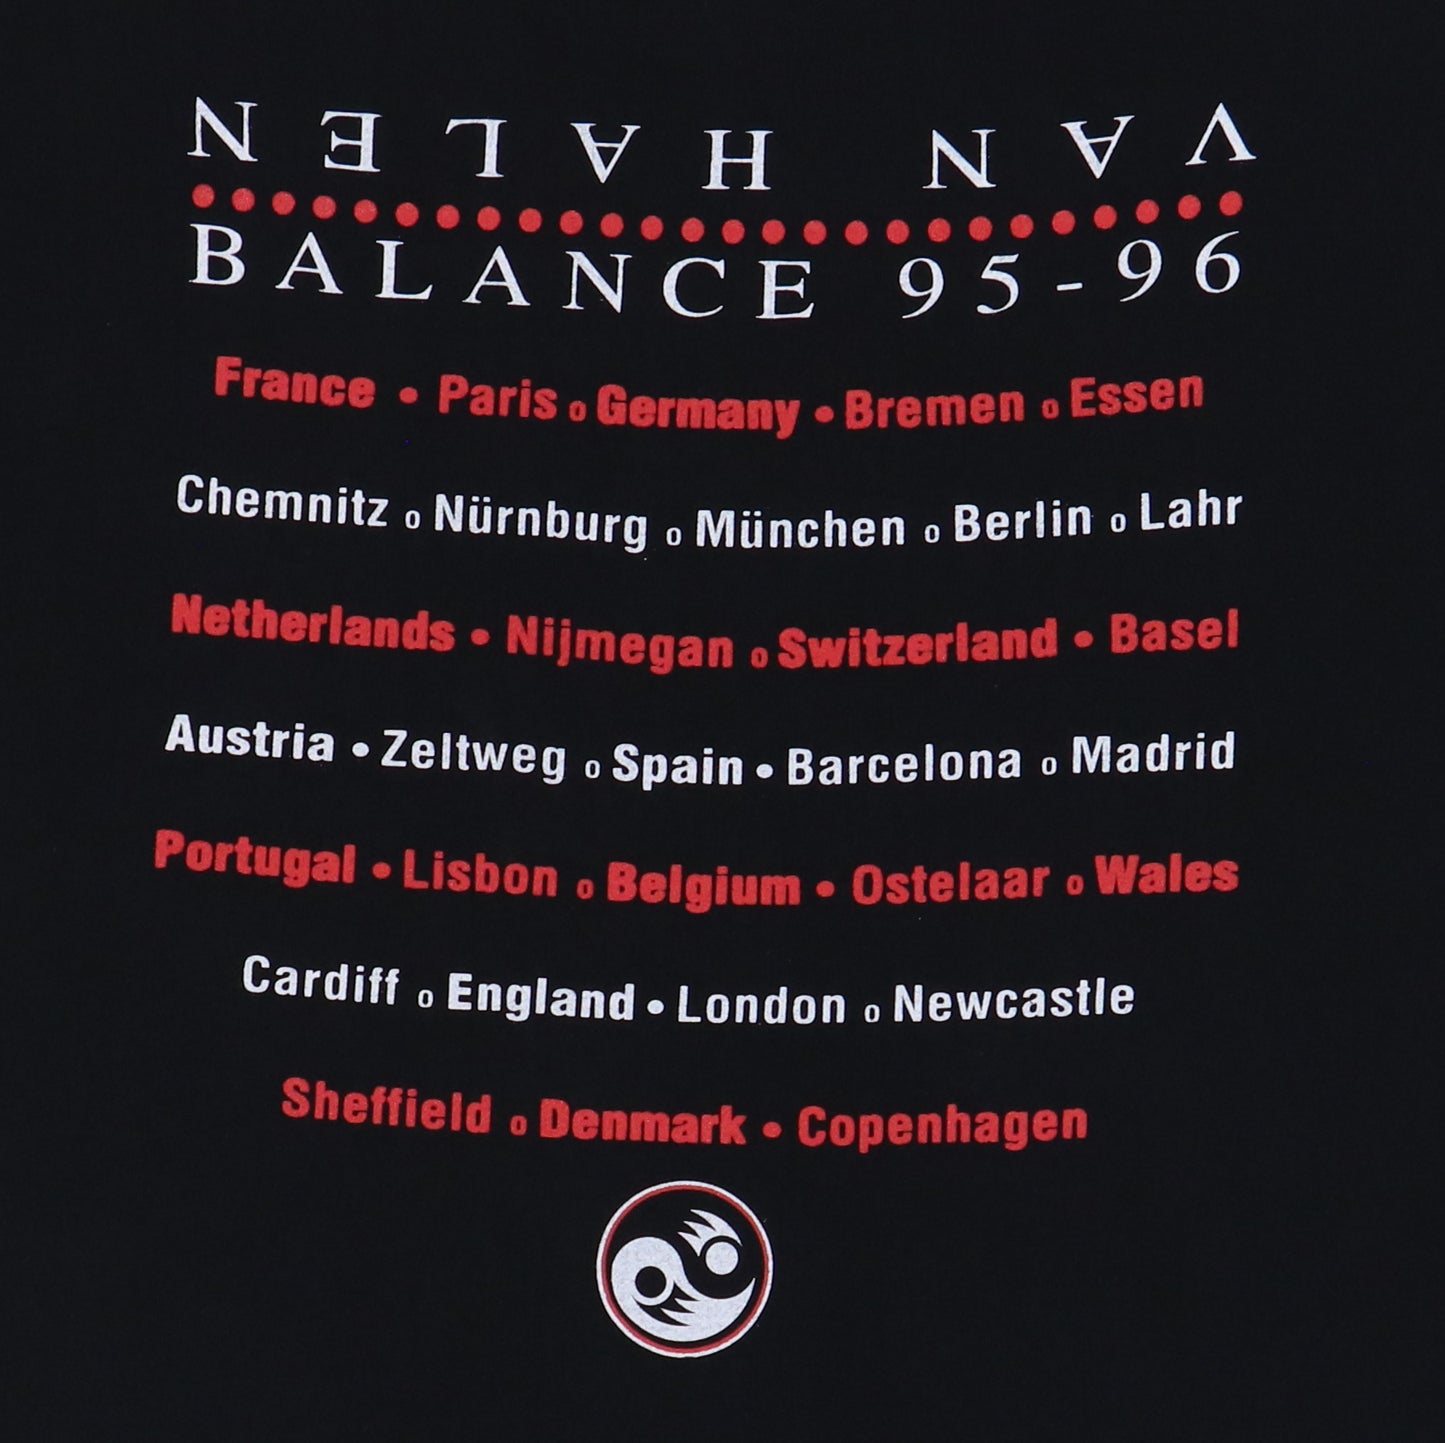 VAN HALEN
BALANCE 95-96
France • Paris o Germany • Bremen o Essen
Chemnitz o Nürnburg o München o Berlin o Lahr
Netherlands • Nijmegan o Switzerland • Basel
Austria • Zeltweg o Spain • Barcelona o Madrid
Portugal • Lisbon o Belgium • Ostelaar o Wales
Cardiff o England • London o Newcastle
Sheffield o Denmark • Copenhagen